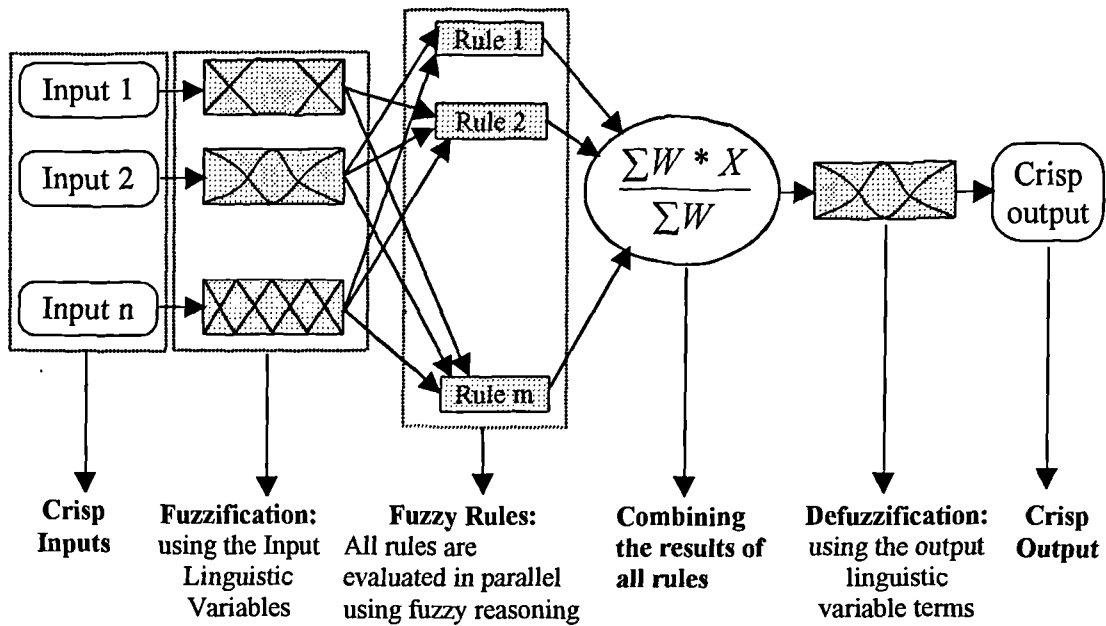 Input 1
Input 2
Input n
Rule 1
Rule 2
Rule m
∑W * X
∑W
Crisp
output
Crisp
Inputs
Fuzzification:
using the Input
Linguistic
Variables
Fuzzy Rules:
All rules are
evaluated in parallel
using fuzzy reasoning
Combining
the results of
all rules
Defuzzification:
using the output
linguistic
variable terms
Crisp
Output